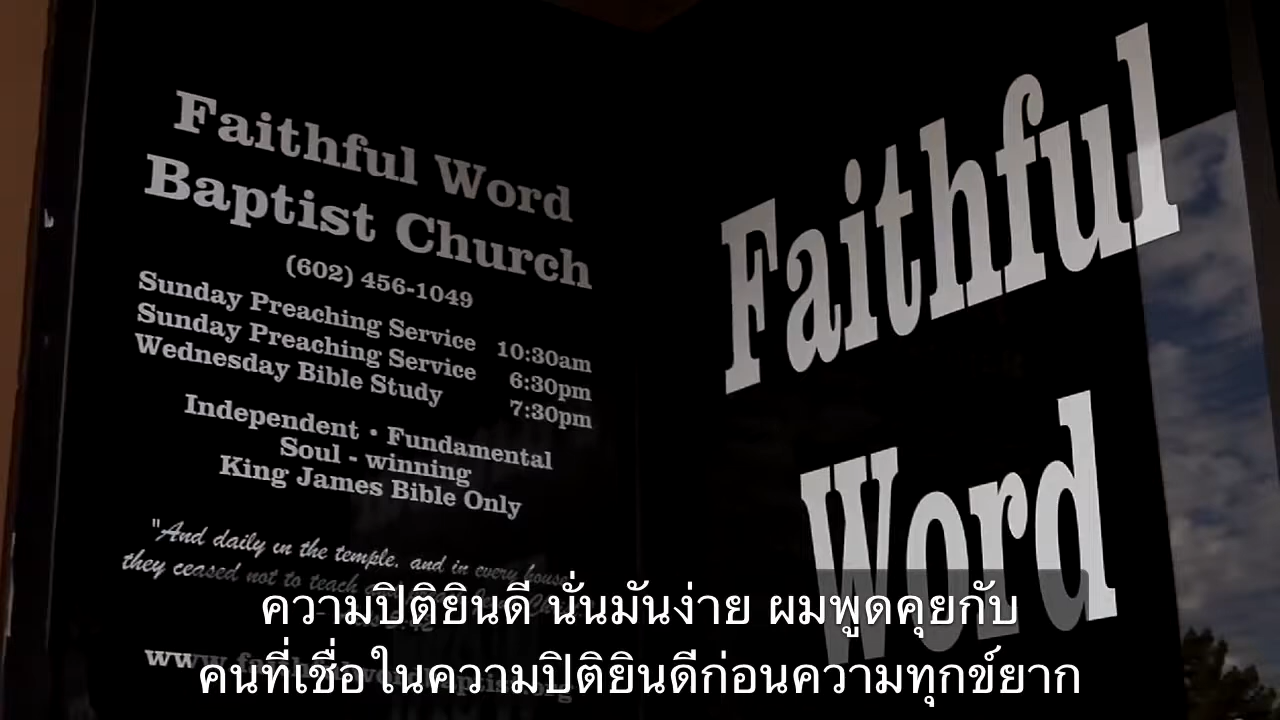 Faithful Word
Baptist Church
(602) 456-1049
Sunday Preaching Service 10:30am
Sunday Preaching Service 6:30pm
Wednesday Bible Study 7:30pm
Independent • Fundamental
Soul - winning
King James Bible Only
"And daily in the temple, and in every house,
they ceased not to teach
Faithful
Word
ความปิติยินดี นั่นมันง่าย ผมพูดคุยกับ
คนที่เชื่อในความปิติยินดีก่อนความทุกข์ยาก